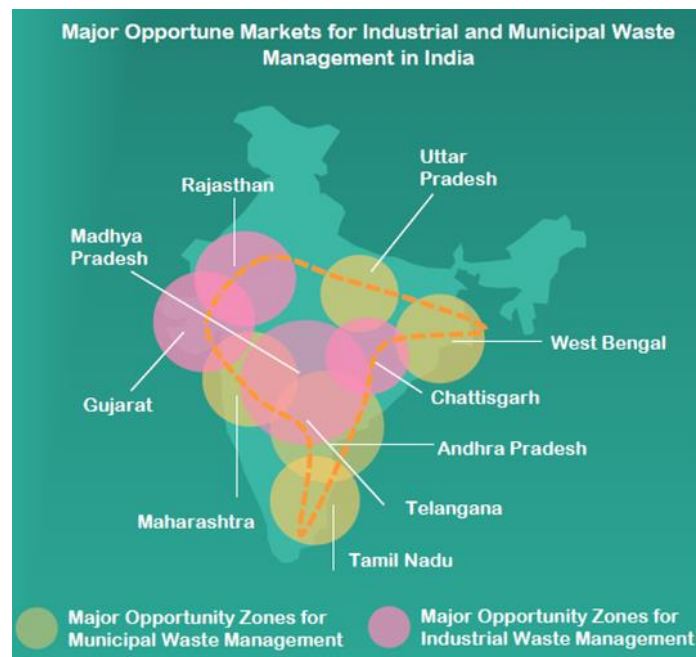 Major Opportune Markets for Industrial and Municipal Waste
Management in India
Uttar
Pradesh
Rajasthan
Madhya
Pradesh
West Bengal
Gujarat
Chattisgarh
Andhra Pradesh
Telangana
Maharashtra
Tamil Nadu
Major Opportunity Zones for
Municipal Waste Management
Major Opportunity Zones for
Industrial Waste Management